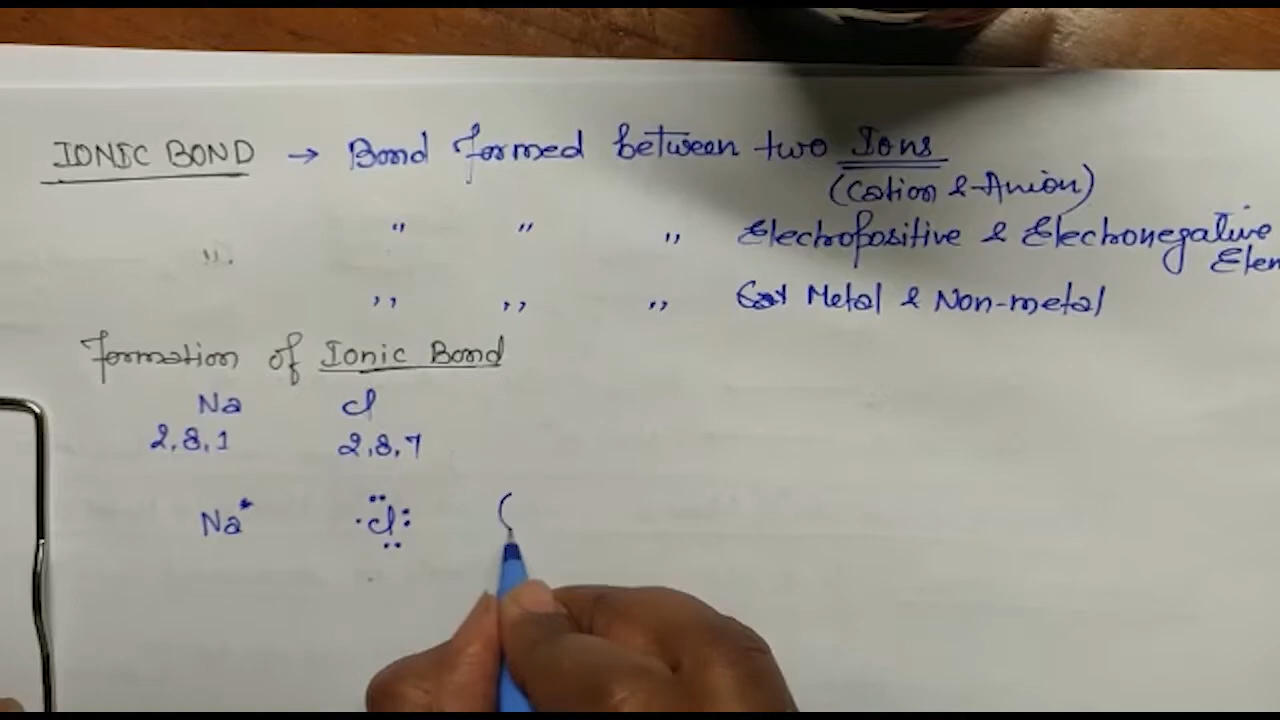 IONIC BOND → Bond formed between two Ions
(Cation & Anion)
" " " Electropositive & Electronegative
Elem
" " " Metal & Non-metal
Formation of Ionic Bond
Na Cl
2,8,1 2,8,7
Na Cl (